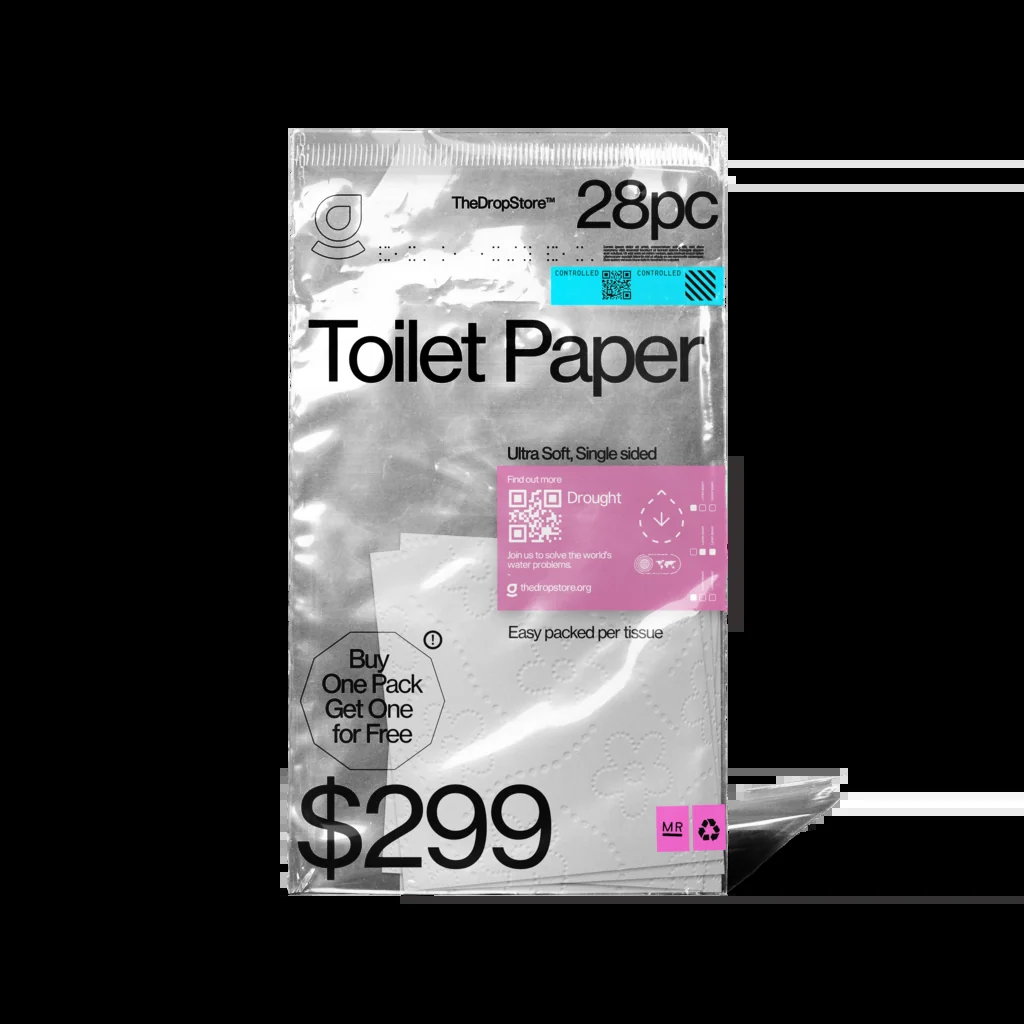 TheDropStore™
28pc
CONTROLLED
CONTROLLED
Toilet Paper
Ultra Soft, Single sided
Find out more
Drought
Join us to solve the world's
water problems.
thedropstore.org
Easy packed per tissue
!
Buy
One Pack
Get One
for Free
$299
MR